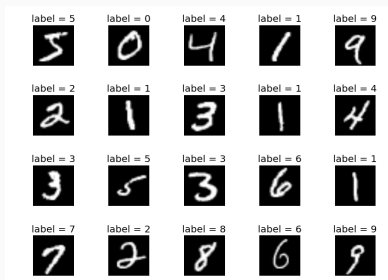 label = 5 label = 0 label = 4 label = 1 label = 9
5 0 4 1 9
label = 2 label = 1 label = 3 label = 1 label = 4
2 1 3 1 4
label = 3 label = 5 label = 3 label = 6 label = 1
3 5 3 6 1
label = 7 label = 2 label = 8 label = 6 label = 9
7 2 8 6 9